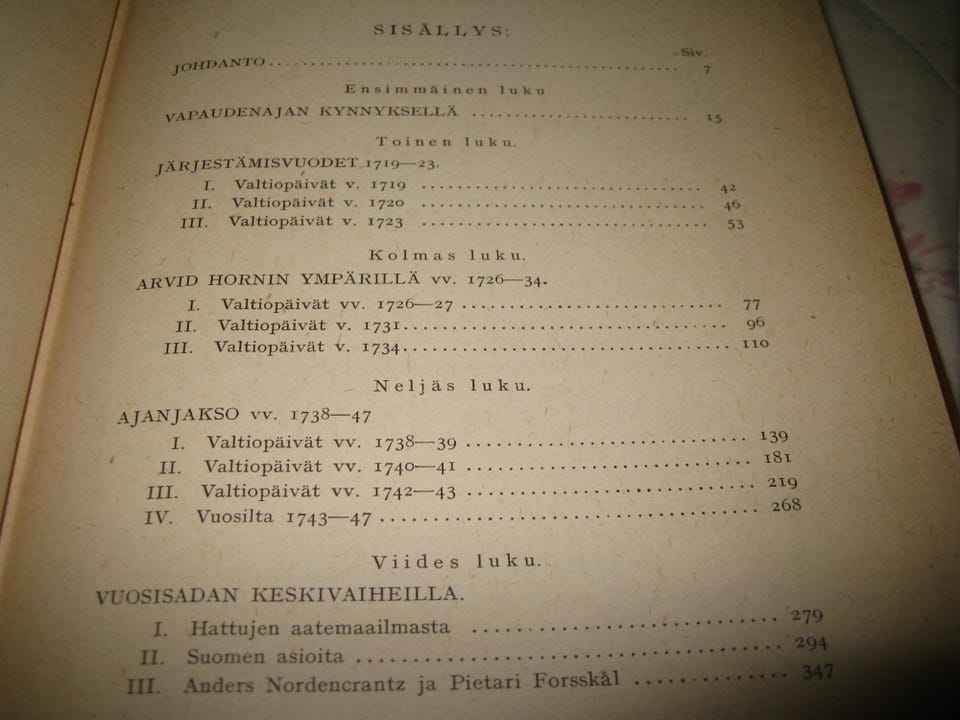 SISÄLLYS:
Siv.
JOHDANTO 7
Ensimmäinen luku
VAPAUDENAJAN KYNNYKSELLÄ 15
Toinen luku.
JÄRJESTÄMISVUODET 1719—23.
I. Valtiopäivät v. 1719 42
II. Valtiopäivät v. 1720 46
III. Valtiopäivät v. 1723 53
Kolmas luku.
ARVID HORNIN YMPÄRILLÄ vv. 1726—34.
I. Valtiopäivät vv. 1726—27 77
II. Valtiopäivät v. 1731 96
III. Valtiopäivät v. 1734 110
Neljäs luku.
AJANJAKSO vv. 1738—47
I. Valtiopäivät vv. 1738—39 139
II. Valtiopäivät vv. 1740—41 181
III. Valtiopäivät vv. 1742—43 219
IV. Vuosilta 1743—47 268
Viides luku.
VUOSISADAN KESKIVAIHEILLA.
I. Hattujen aatemaailmasta 279
II. Suomen asioita 294
III. Anders Nordencrantz ja Pietari Forsskål 347